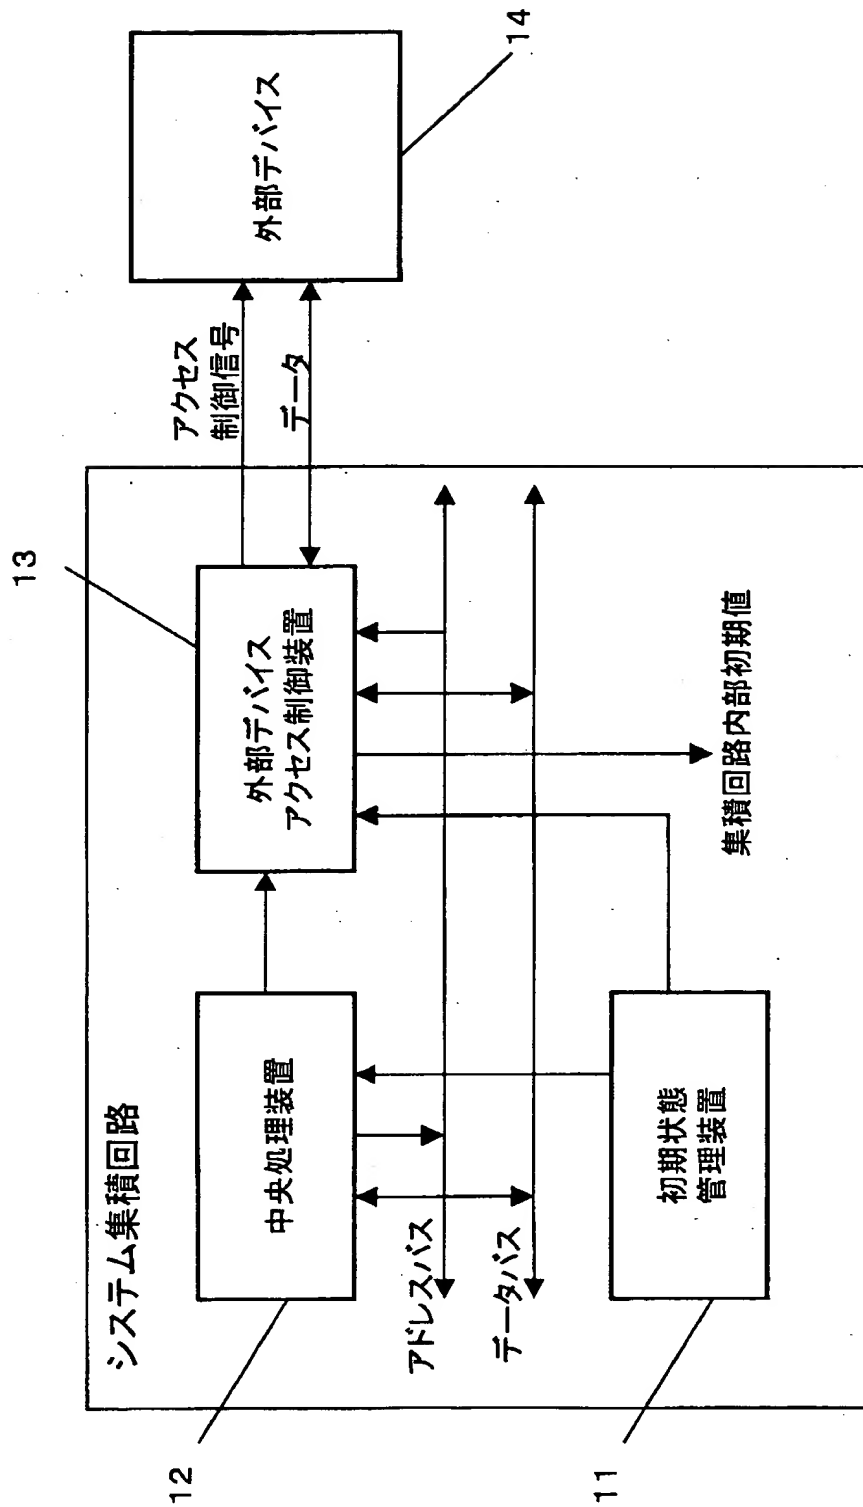 システム集積回路
12
中央処理装置
13
外部デバイス
アクセス制御装置
アクセス
制御信号
データ
外部デバイス
14
アドレスバス
データバス
11
初期状態
管理装置
集積回路内部初期値